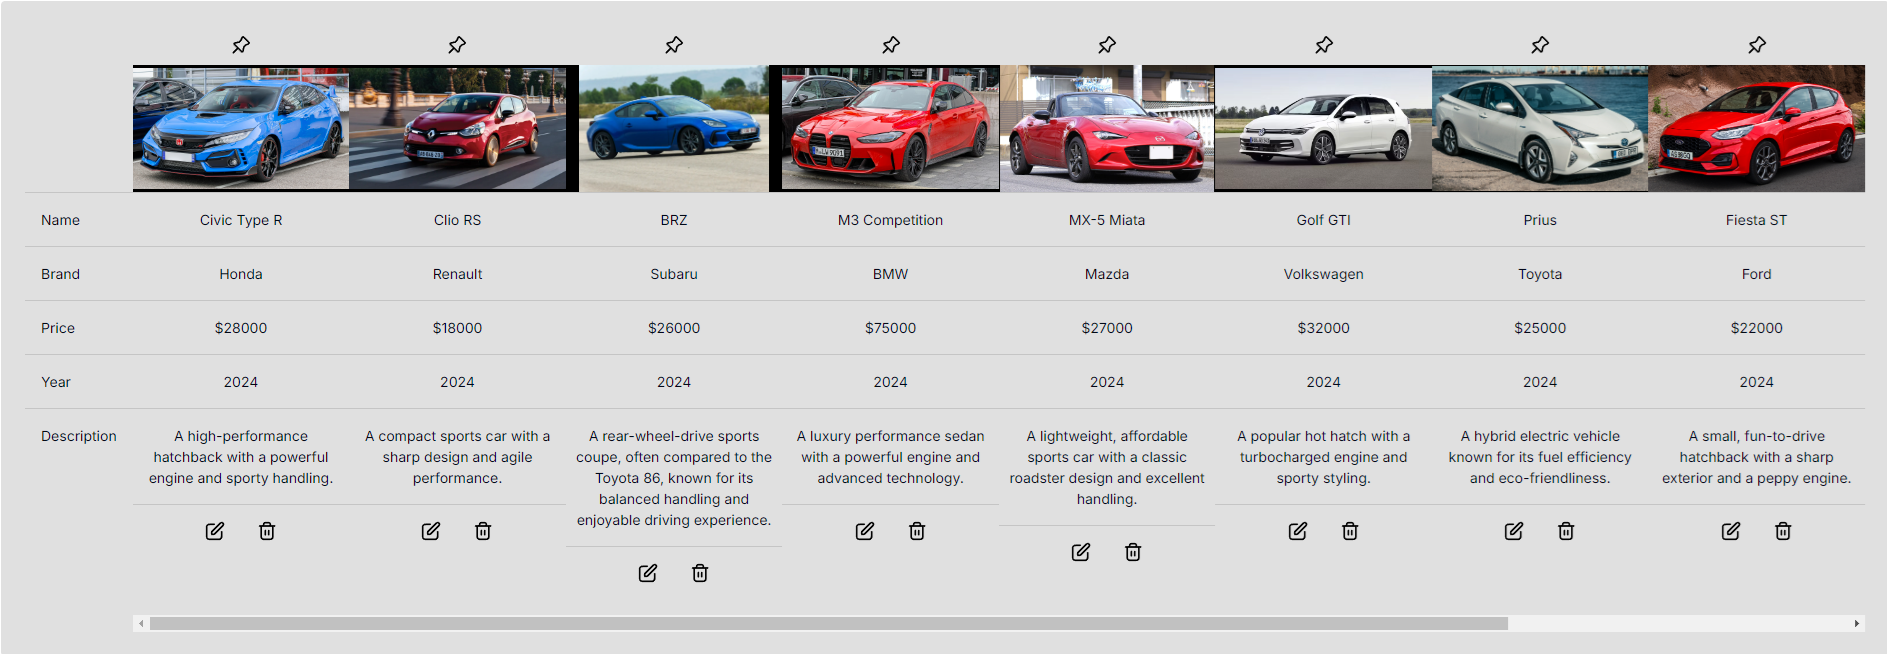 Name Civic Type R Clio RS BRZ M3 Competition MX-5 Miata Golf GTI Prius Fiesta ST
Brand Honda Renault Subaru BMW Mazda Volkswagen Toyota Ford
Price $28000 $18000 $26000 $75000 $27000 $32000 $25000 $22000
Year 2024 2024 2024 2024 2024 2024 2024 2024
Description
A high-performance
hatchback with a powerful
engine and sporty handling.
A compact sports car with a
sharp design and agile
performance.
A rear-wheel-drive sports
coupe, often compared to the
Toyota 86, known for its
balanced handling and
enjoyable driving experience.
A luxury performance sedan
with a powerful engine and
advanced technology.
A lightweight, affordable
sports car with a classic
roadster design and excellent
handling.
A popular hot hatch with a
turbocharged engine and
sporty styling.
A hybrid electric vehicle
known for its fuel efficiency
and eco-friendliness.
A small, fun-to-drive
hatchback with a sharp
exterior and a peppy engine.